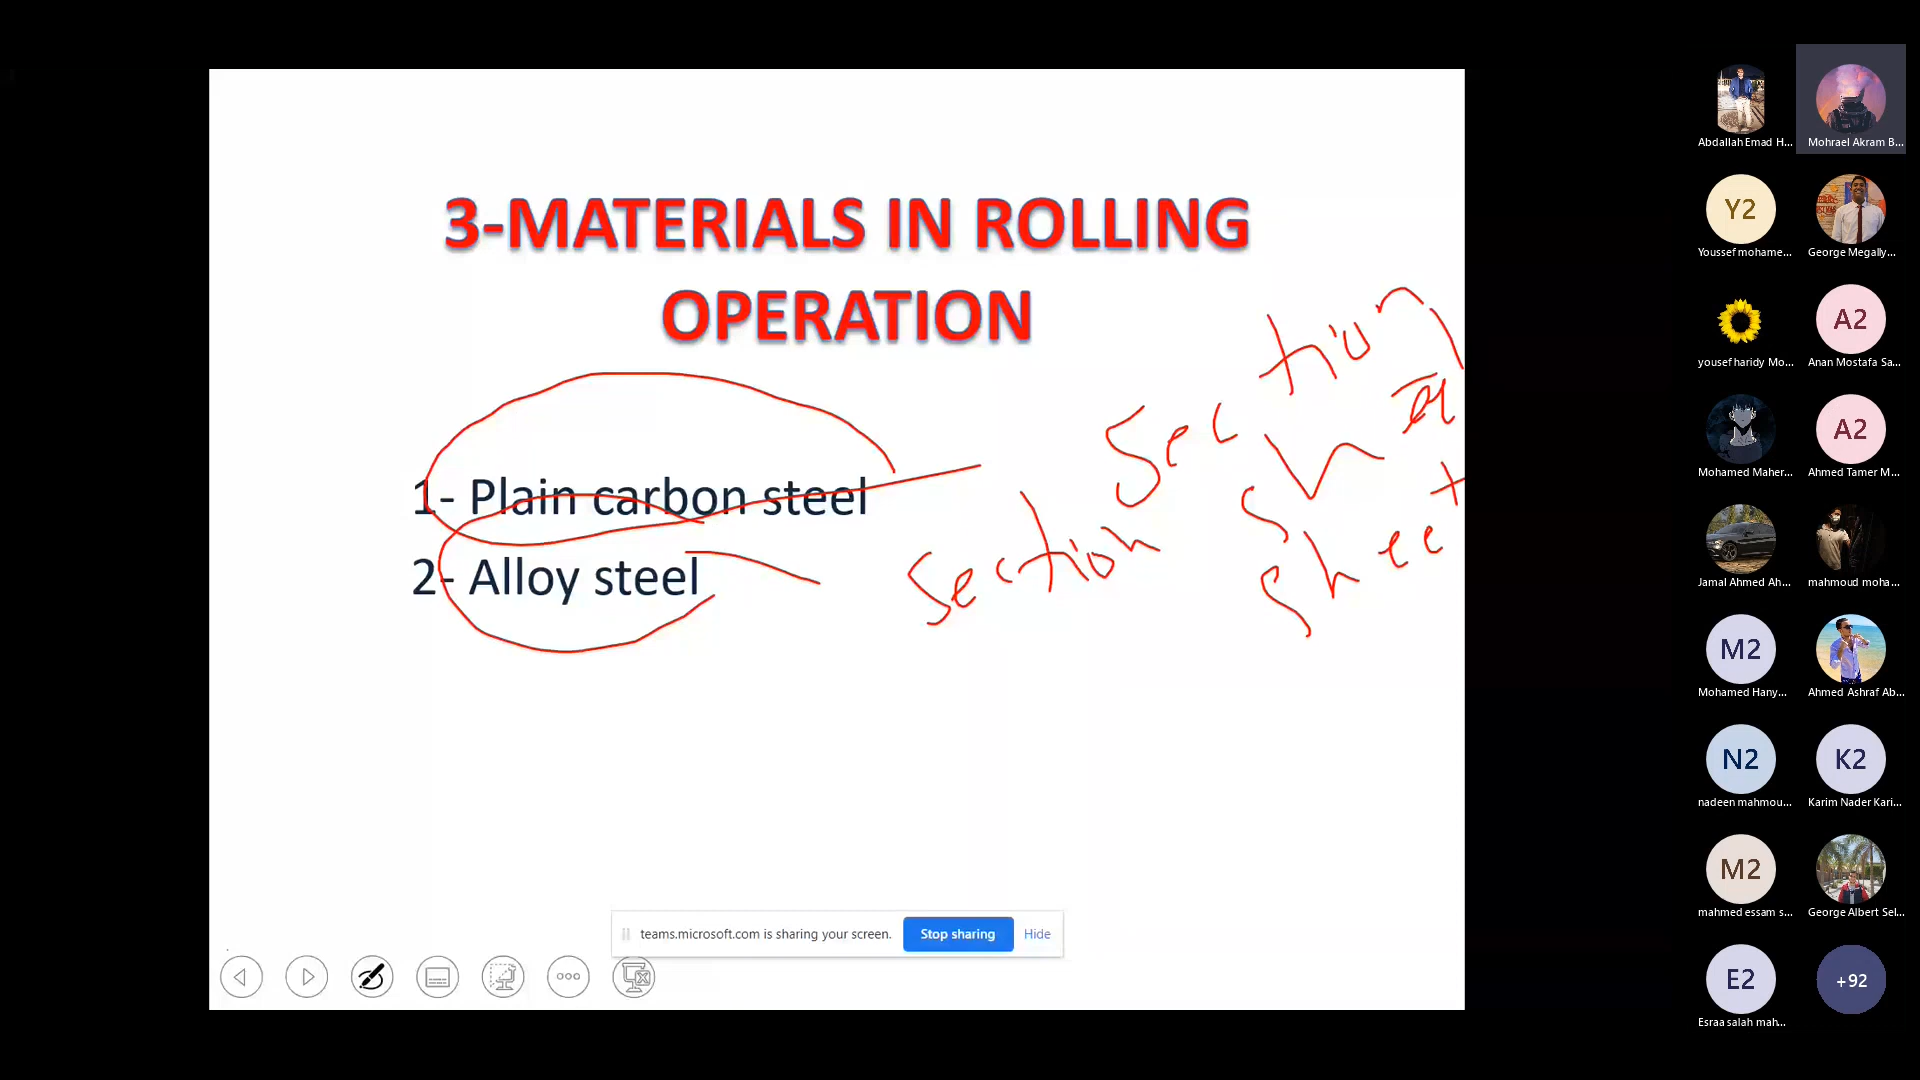 3-MATERIALS IN ROLLING
OPERATION
1- Plain carbon steel
2- Alloy steel
Section
Section
Sheet
teams.microsoft.com is sharing your screen.
Stop sharing
Hide
Abdallah Emad H...
Mohrael Akram B...
Y2
Youssef mohame...
George Megally...
yousef haridy Mo...
A2
Anan Mostafa Sa...
Mohamed Maher...
A2
Ahmed Tamer M...
Jamal Ahmed Ah...
mahmoud moha...
M2
Mohamed Hany...
Ahmed Ashraf Ab...
N2
nadeen mahmou...
K2
Karim Nader Kari...
M2
mahmed essam s...
George Albert Sel...
E2
Esraa salah mah...
+92